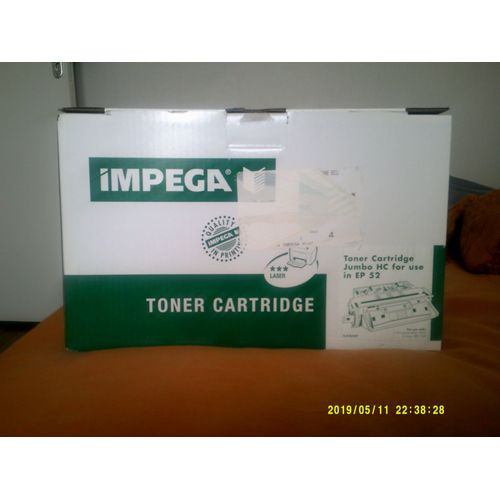 IMPEGA®
QUALITY
IMPEGA
IN PRINTING
LASER
Toner Cartridge
Jumbo HC for use
in EP 52
TONER CARTRIDGE
2019/05/11 22:38:28